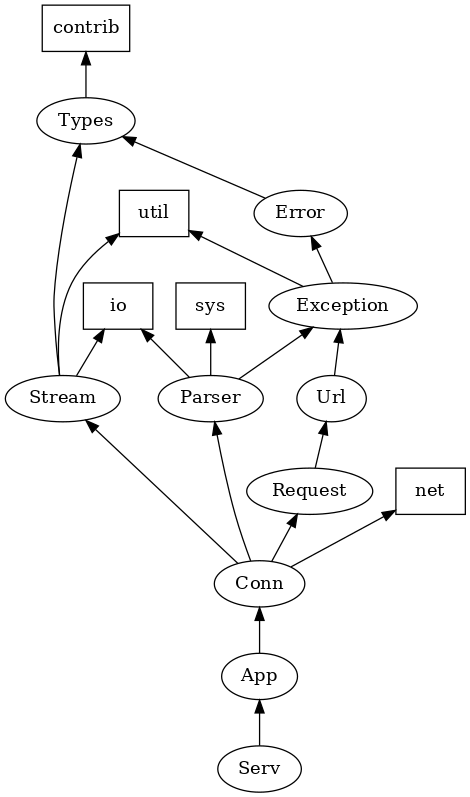 contrib
Types
util
Error
io
sys
Exception
Stream
Parser
Url
Request
net
Conn
App
Serv